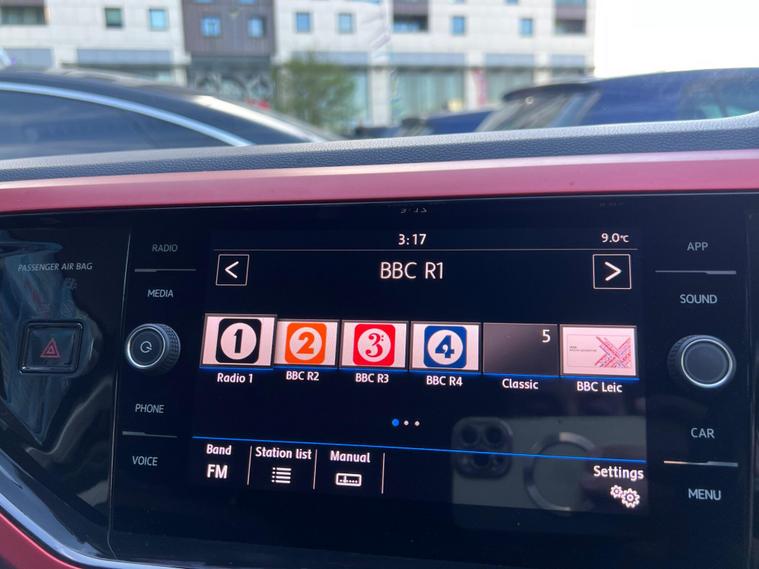 3:17
9.0°C
RADIO
APP
PASSENGER AIR BAG
< BBC R1 >
MEDIA
SOUND
1 2 3 4 5
Radio 1 BBC R2 BBC R3 BBC R4 Classic BBC Leic
PHONE
CAR
VOICE
Band Station list Manual Settings
FM
MENU